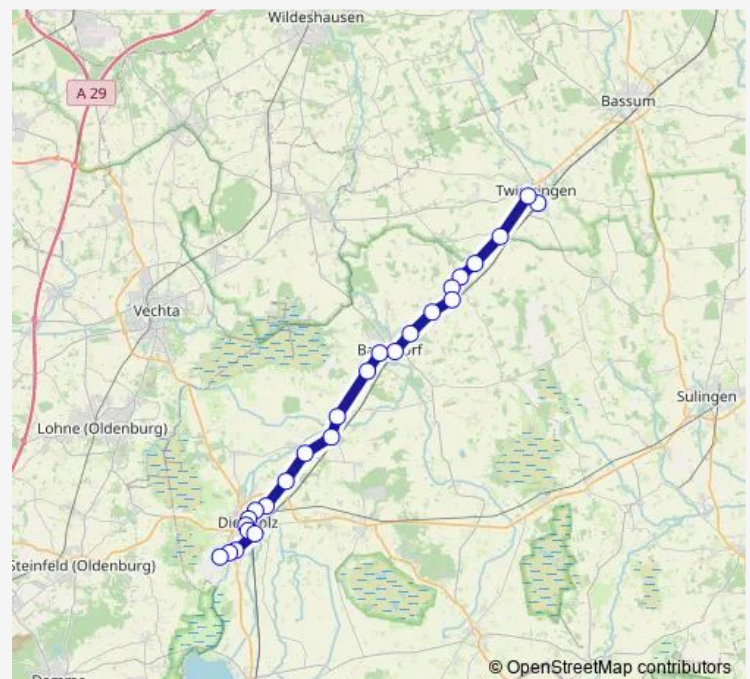 Wildeshausen
A 29
Bassum
Vechta
Sulingen
Lohne (Oldenburg)
Steinfeld (Oldenburg)
© OpenStreetMap contributors